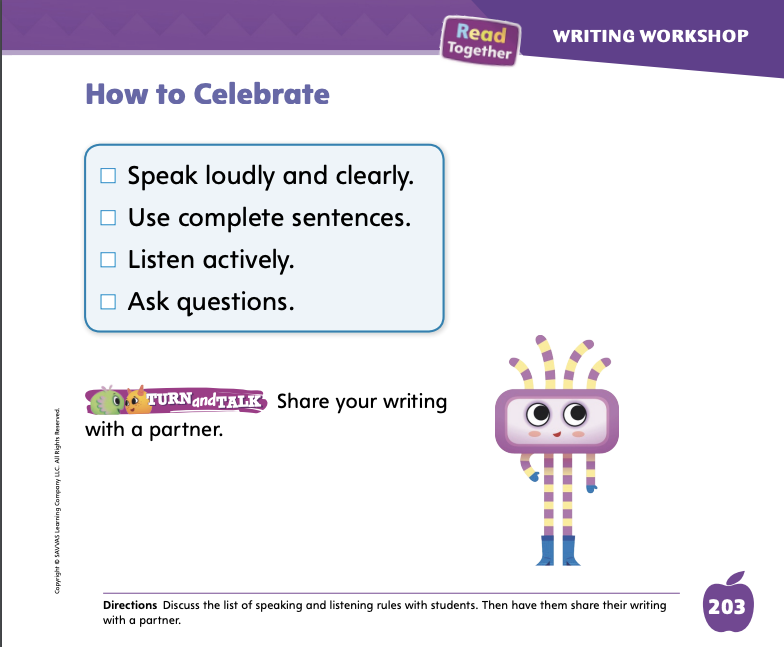 Read
Together
WRITING WORKSHOP
How to Celebrate
Speak loudly and clearly.
Use complete sentences.
Listen actively.
Ask questions.
TURN and TALK Share your writing
with a partner.
Copyright © SAVVAS Learning Company LLC. All Rights Reserved.
Directions Discuss the list of speaking and listening rules with students. Then have them share their writing
with a partner.
203